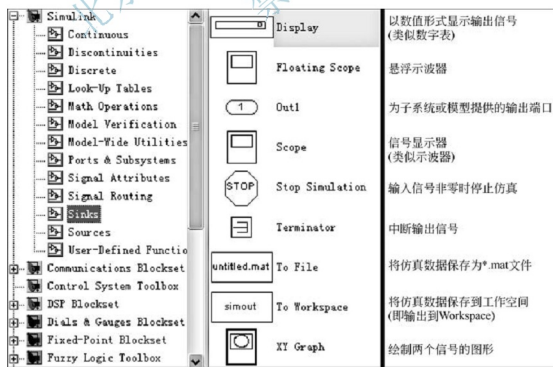 Simulink
Continuous
Discontinuities
Discrete
Look-Up Tables
Math Operations
Model Verification
Model-Wide Utilities
Ports & Subsystems
Signal Attributes
Signal Routing
Sinks
Sources
User-Defined Functio
Communications Blockset
Control System Toolbox
DSP Blockset
Dials & Gauges Blockset
Fixed-Point Blockset
Fuzzy Logic Toolbox
0 Display 以数值形式显示输出信号
(类似数字表)
Floating Scope 悬浮示波器
1 Out1 为子系统或模型提供的输出端口
Scope 信号显示器
(类似示波器)
STOP Stop Simulation 输入信号非零时停止仿真
Terminator 中断输出信号
untitled.mat To File 将仿真数据保存为*.mat文件
simout To Workspace 将仿真数据保存到工作空间
(即输出到Workspace)
XY Graph 绘制两个信号的图形